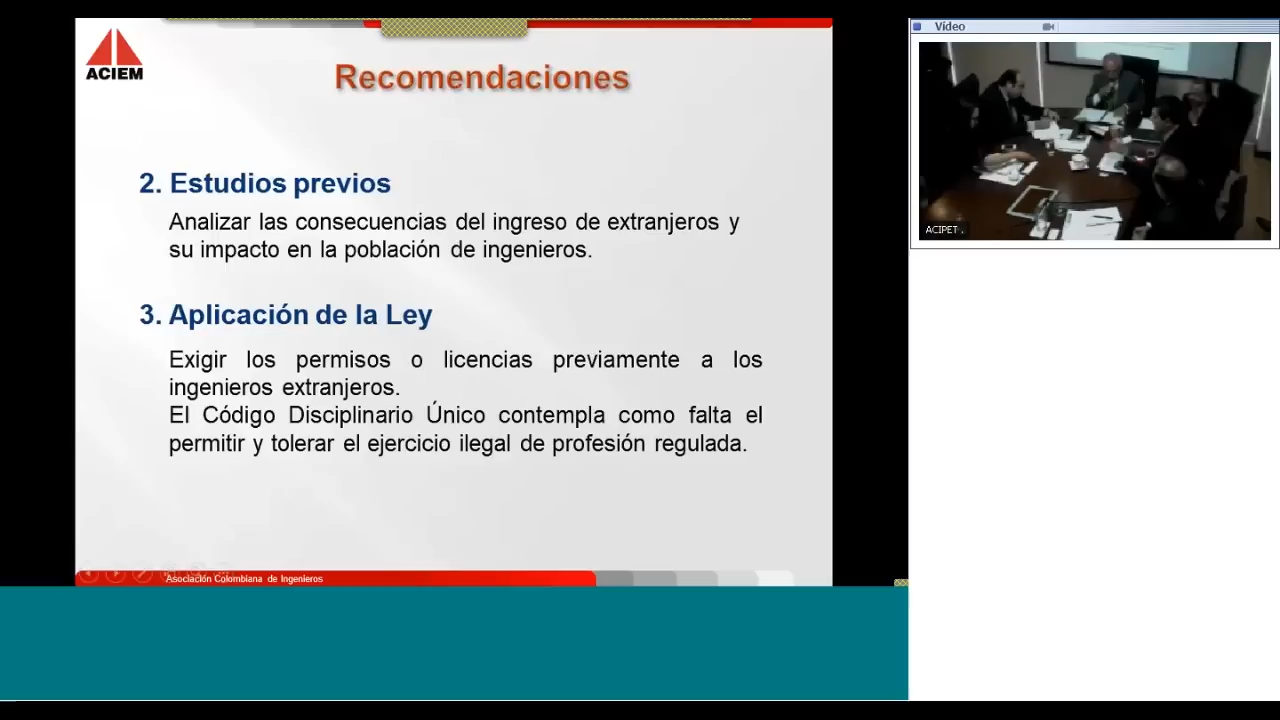 ACIEM
Recomendaciones
2. Estudios previos
Analizar las consecuencias del ingreso de extranjeros y
su impacto en la población de ingenieros.
3. Aplicación de la Ley
Exigir los permisos o licencias previamente a los
ingenieros extranjeros.
El Código Disciplinario Único contempla como falta el
permitir y tolerar el ejercicio ilegal de profesión regulada.
Asociación Colombiana de Ingenieros
Vídeo
ACIPET .